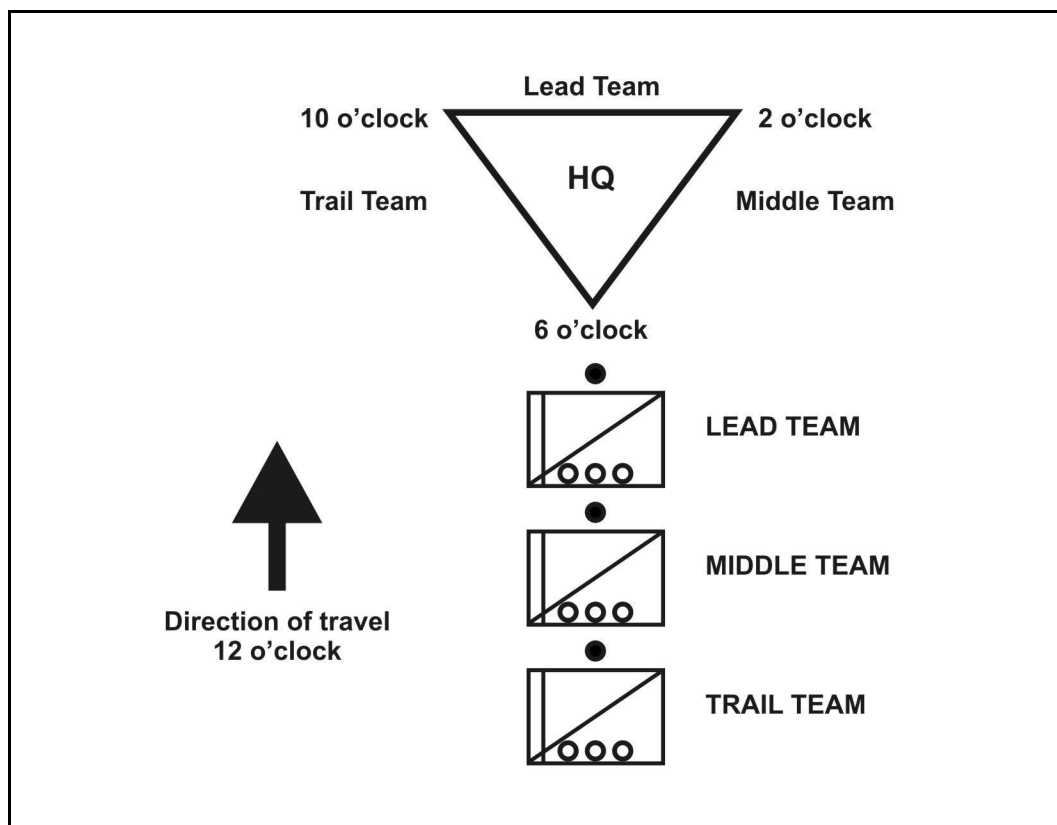 Lead Team
10 o’clock
2 o’clock
HQ
Trail Team
Middle Team
6 o’clock
LEAD TEAM
MIDDLE TEAM
Direction of travel
12 o’clock
TRAIL TEAM